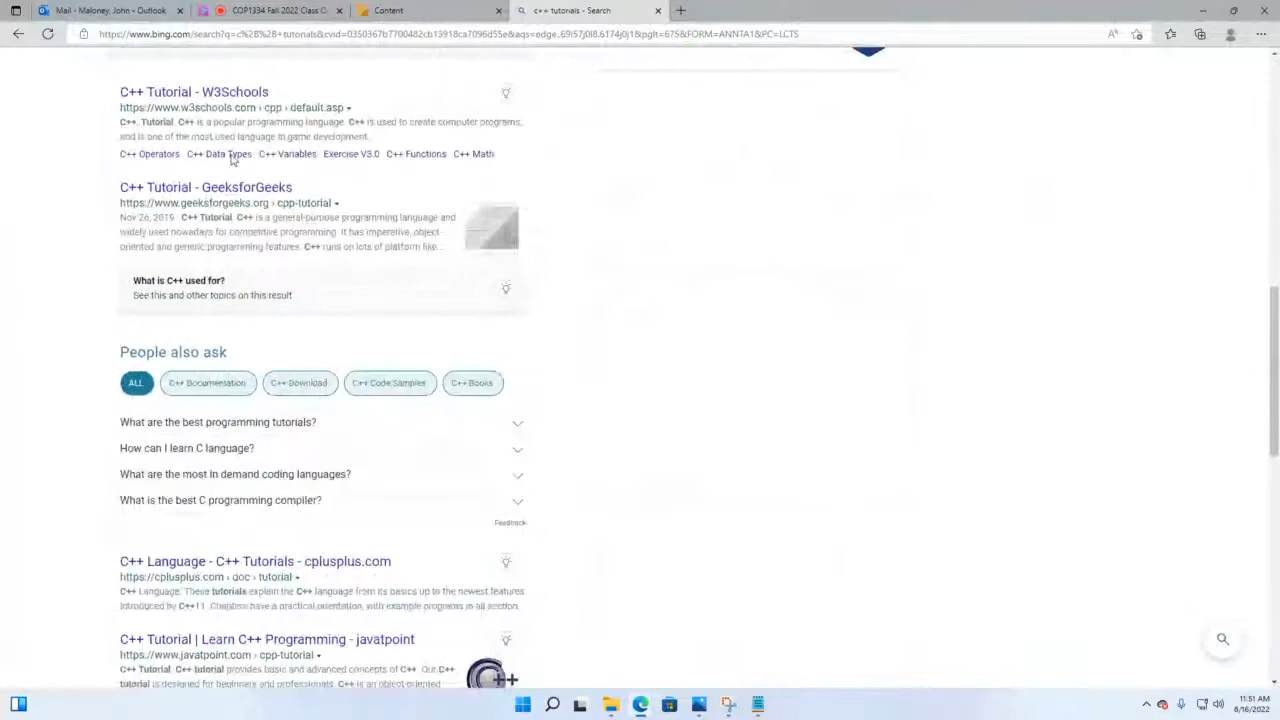 Mail - Maloney, John - Outlook
COP1334 Fall 2022 Class
Content
c++ tutorials - Search
https://www.bing.com/search?q=c%2B%2B+tutorials&cvid=0350367b7700482cb13918ca7096d55e&aqs=edge..69i57j0l8.6174j0j1&pglt=675&FORM=ANNTA1&PC=LCTS
C++ Tutorial - W3Schools
https://www.w3schools.com › cpp › default.asp
C++. Tutorial. C++ is a popular programming language. C++ is used to create computer programs,
and is one of the most used language in game development.
C++ Operators C++ Data Types C++ Variables Exercise V3.0 C++ Functions C++ Math
C++ Tutorial - GeeksforGeeks
https://www.geeksforgeeks.org › cpp-tutorial
Nov 26, 2019 C++ Tutorial. C++ is a general-purpose programming language and
widely used nowadays for competitive programming. It has imperative, object-
oriented and generic programming features. C++ runs on lots of platform like...
What is C++ used for?
See this and other topics on this result
People also ask
ALL C++ Documentation C++ Download C++ Code Samples C++ Books
What are the best programming tutorials?
How can I learn C language?
What are the most in demand coding languages?
What is the best C programming compiler?
Feedback
C++ Language - C++ Tutorials - cplusplus.com
https://cplusplus.com › doc › tutorial
C++ Language. These tutorials explain the C++ language from its basics up to the newest features
introduced by C++11. Chapters have a practical orientation, with example programs in all section.
C++ Tutorial | Learn C++ Programming - javatpoint
https://www.javatpoint.com › cpp-tutorial
C++ Tutorial. C++ tutorial provides basic and advanced concepts of C++. Our C++
tutorial is designed for beginners and professionals. C++ is an object-oriented
++
11:51 AM
8/16/2022